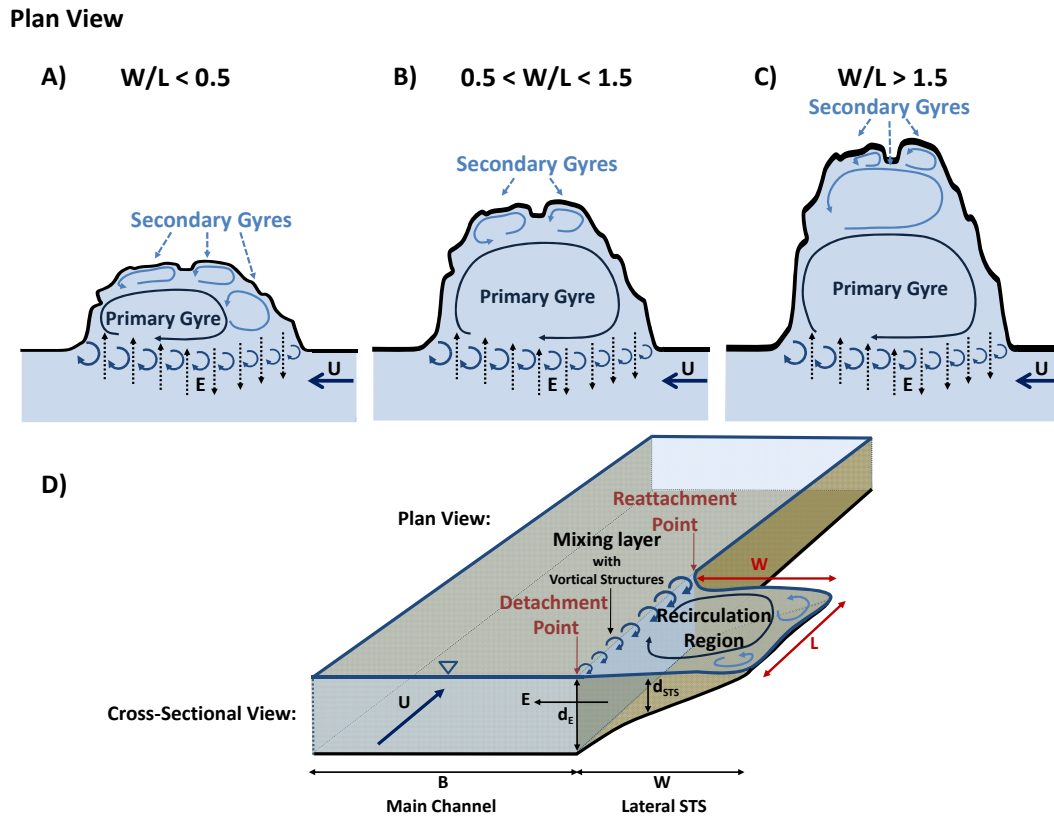 Plan View
A) W/L < 0.5
B) 0.5 < W/L < 1.5
C) W/L > 1.5
Secondary Gyres
Primary Gyre
E
U
Secondary Gyres
Primary Gyre
E
U
Secondary Gyres
Primary Gyre
E
U
D)
Plan View:
Reattachment
Point
Mixing layer
with
Vortical Structures
Detachment
Point
W
Recirculation
Region
L
Cross-Sectional View:
U
E
d_E
d_STS
B
W
Main Channel
Lateral STS